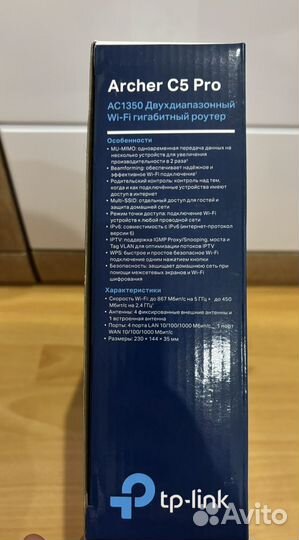 Archer C5 Pro
AC1350 Двухдиапазонный
Wi-Fi гигабитный роутер
Особенности
• MU-MIMO: одновременная передача данных на
несколько устройств для увеличения
производительности в 2 раза¹
• Beamforming: обеспечивает надёжное и
эффективное Wi-Fi подключение
• Родительский контроль: контроль над тем,
когда и как подключённые устройства имеют
доступ в интернет
• Multi-SSID: отдельный доступ для гостей и
защита домашней сети
• Режим точки доступа: подключение Wi-Fi
устройств к любой проводной сети
• IPv6: совместимость с IPv6 (интернет-протокол
версии 6)
• IPTV: поддержка IGMP Proxy/Snooping, моста и
Tag VLAN для оптимизации потоков IPTV
• WPS: быстрое и простое безопасное Wi-Fi
подключение одним нажатием кнопки
• Безопасность: защищает домашнюю сеть при
помощи межсетевых экранов и Wi-Fi
шифрования
Характеристики
• Скорость Wi-Fi: до 867 Мбит/с на 5 ГГц + до 450
Мбит/с на 2,4 ГГц
• Антенны: 4 фиксированные внешние антенны и
1 встроенная антенна
• Порты: 4 порта LAN 10/100/1000 Мбит/с, 1 порт
WAN 10/100/1000 Мбит/с
• Размеры: 230 × 144 × 35 мм
tp-link
Avito